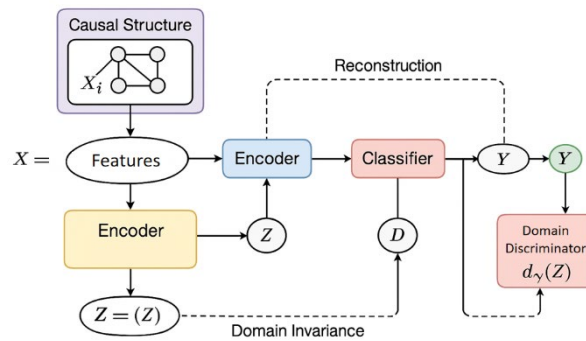 Causal Structure
X_i
Reconstruction
X =
Features
Encoder
Classifier
Y
Y
Encoder
Z
D
Domain
Discriminator
d_γ(Z)
Z = (Z)
Domain Invariance